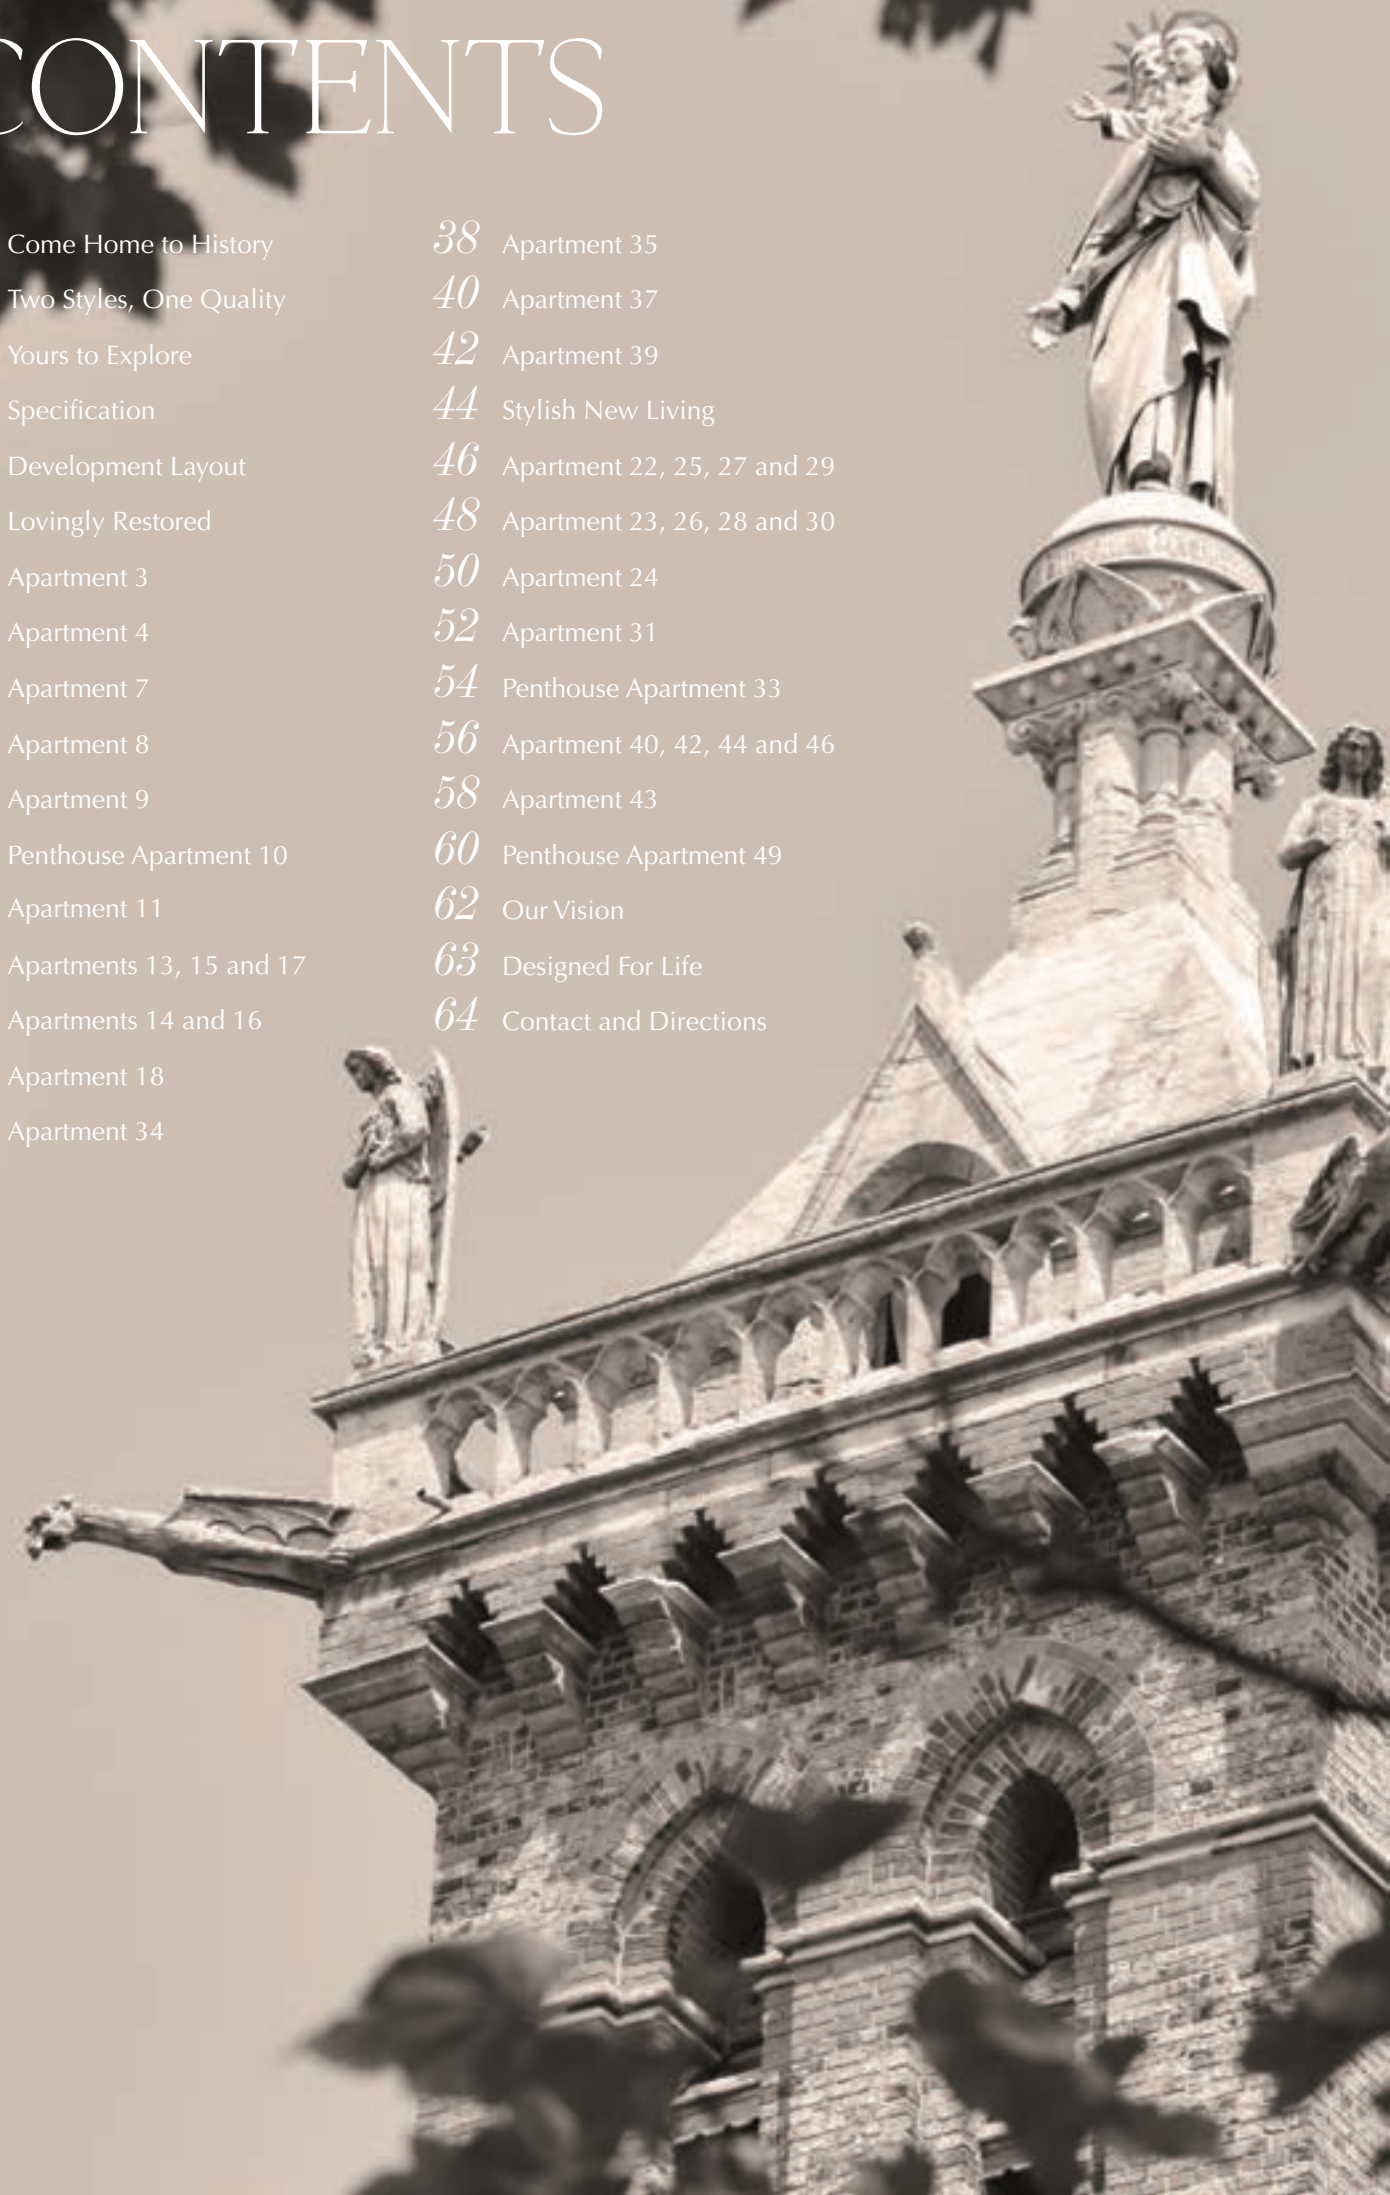 CONTENTS
Come Home to History
Two Styles, One Quality
Yours to Explore
Specification
Development Layout
Lovingly Restored
Apartment 3
Apartment 4
Apartment 7
Apartment 8
Apartment 9
Penthouse Apartment 10
Apartment 11
Apartments 13, 15 and 17
Apartments 14 and 16
Apartment 18
Apartment 34
38 Apartment 35
40 Apartment 37
42 Apartment 39
44 Stylish New Living
46 Apartment 22, 25, 27 and 29
48 Apartment 23, 26, 28 and 30
50 Apartment 24
52 Apartment 31
54 Penthouse Apartment 33
56 Apartment 40, 42, 44 and 46
58 Apartment 43
60 Penthouse Apartment 49
62 Our Vision
63 Designed For Life
64 Contact and Directions